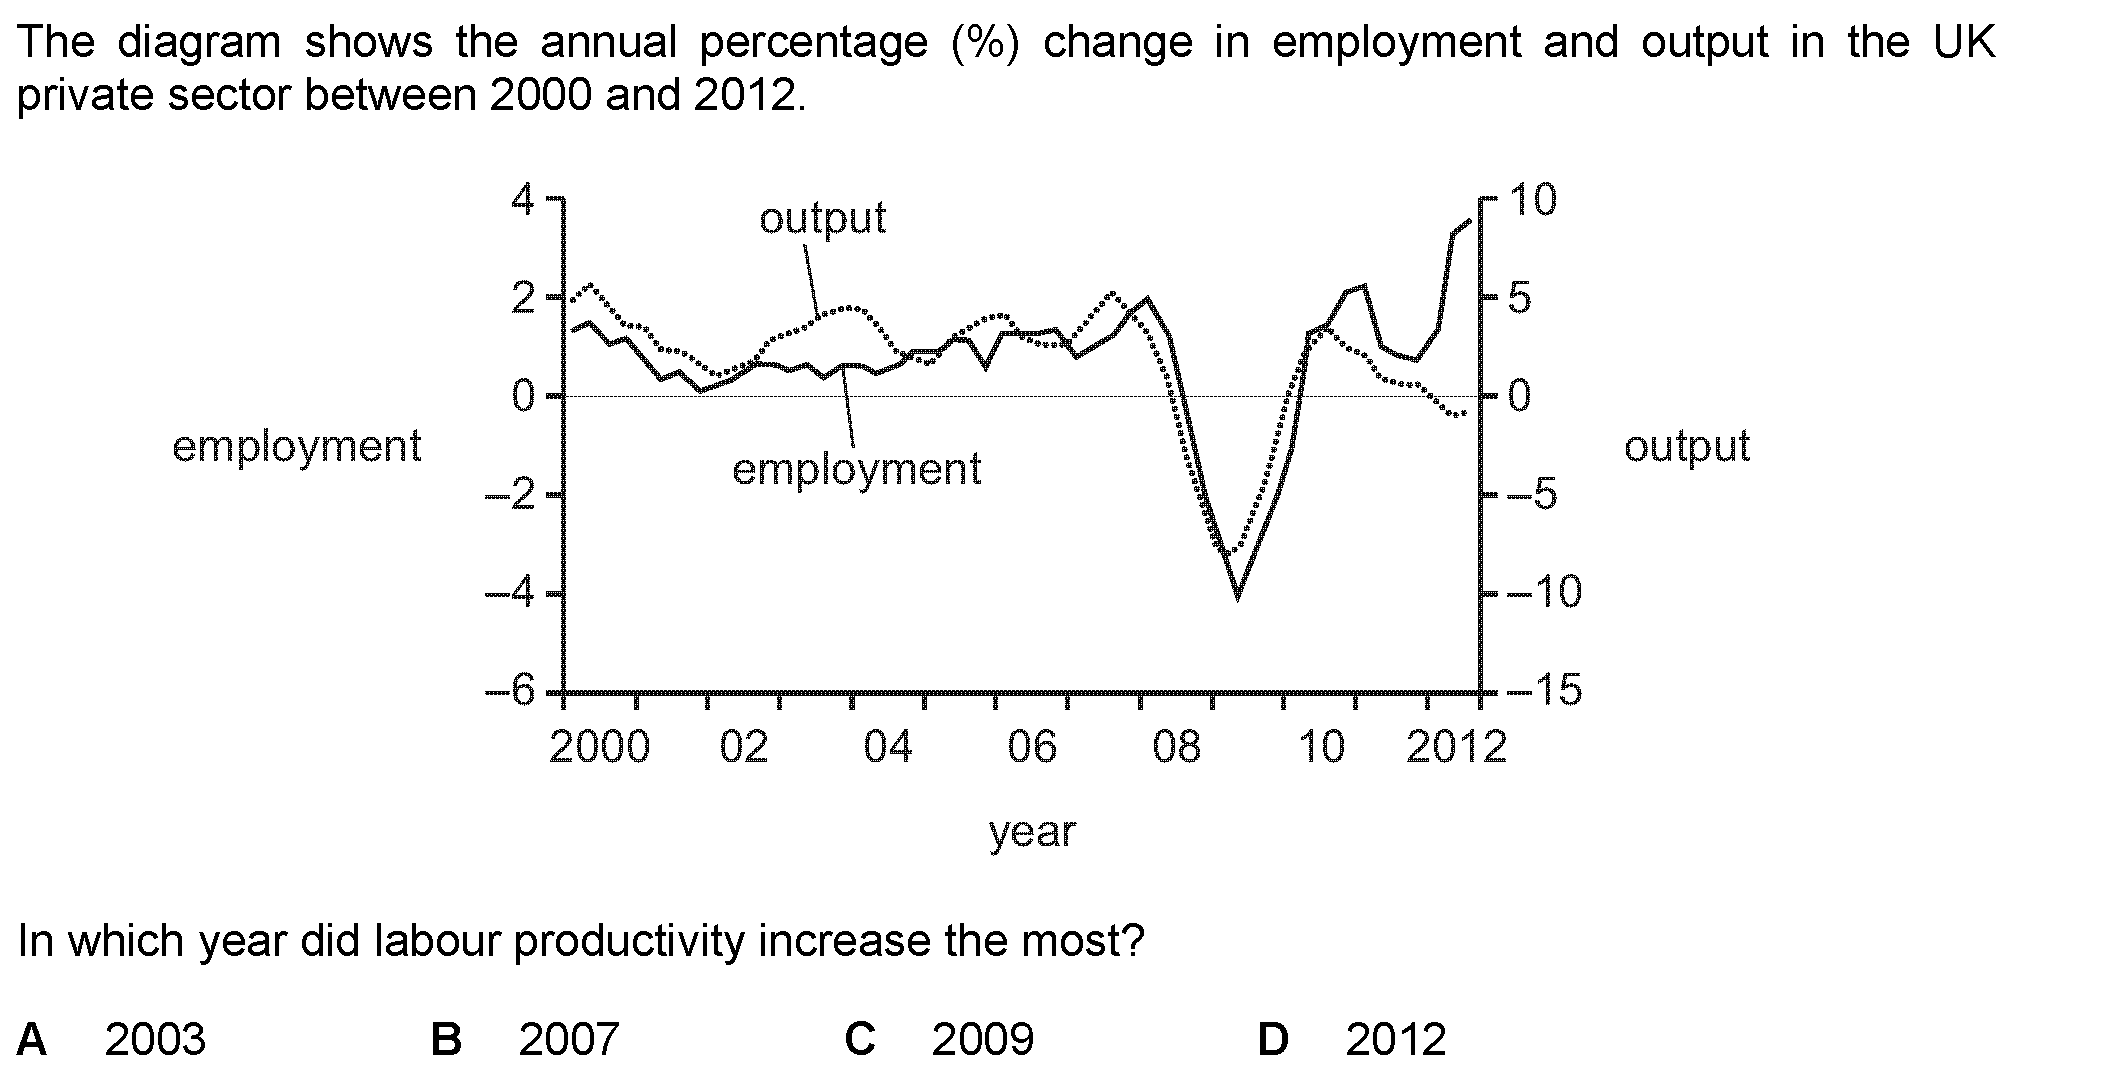 The diagram shows the annual percentage (%) change in employment and output in the UK
private sector between 2000 and 2012.
4
10
output
2
5
0
0
employment
output
employment
–2
–5
–4
–10
–6
–15
2000 02 04 06 08 10 2012
year
In which year did labour productivity increase the most?
A 2003 B 2007 C 2009 D 2012